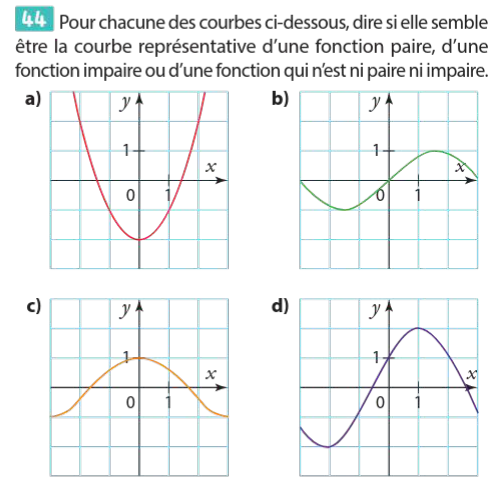 44 Pour chacune des courbes ci-dessous, dire si elle semble
être la courbe représentative d'une fonction paire, d'une
fonction impaire ou d'une fonction qui n'est ni paire ni impaire.
a) y b) y
1 x 1 x
0 1 0 1
c) y d) y
1 x 1 x
0 1 0 1